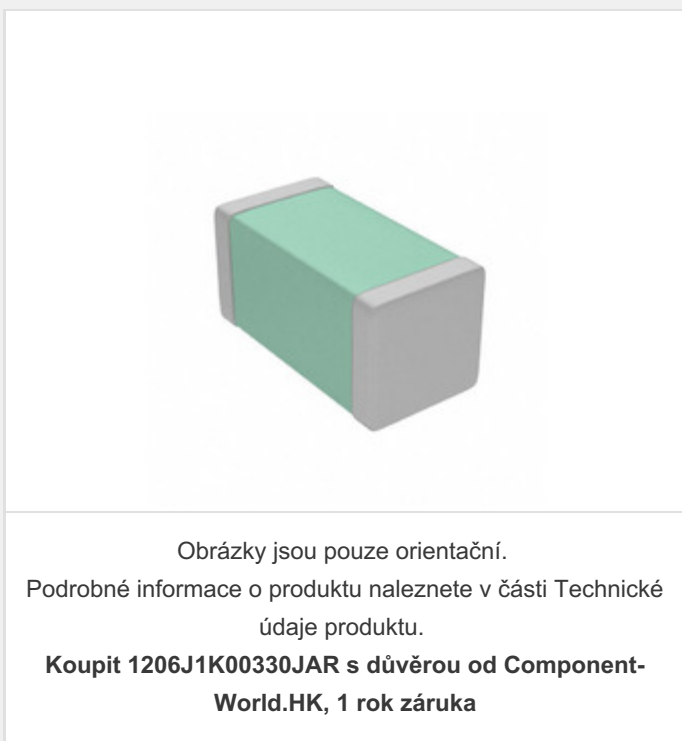 Obrázky jsou pouze orientační.
Podrobné informace o produktu naleznete v části Technické
údaje produktu.
Koupit 1206J1K00330JAR s důvěrou od Component-
World.HK, 1 rok záruka